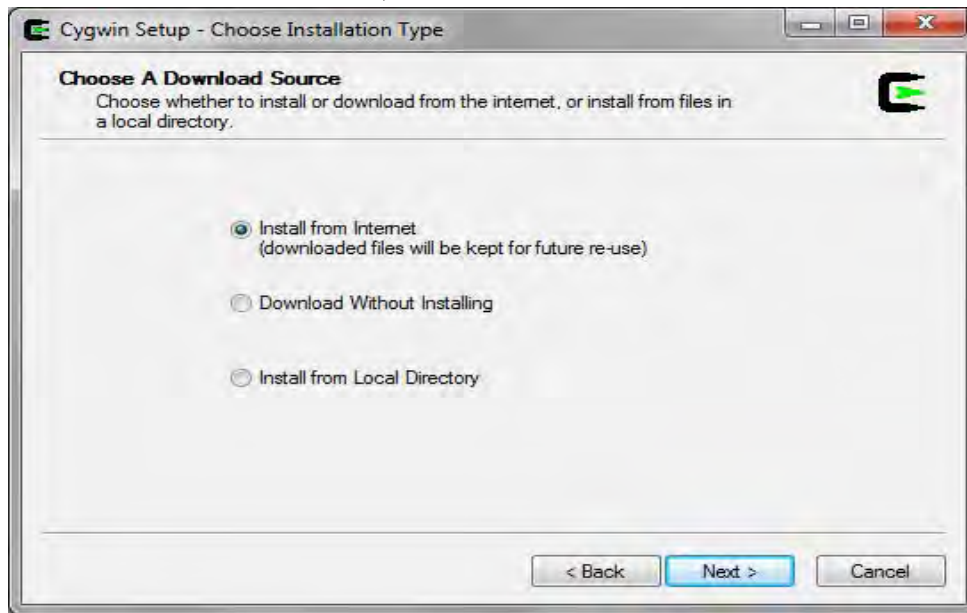 Cygwin Setup - Choose Installation Type
Choose A Download Source
Choose whether to install or download from the internet, or install from files in
a local directory.
Install from Internet
(downloaded files will be kept for future re-use)
Download Without Installing
Install from Local Directory
< Back
Next >
Cancel